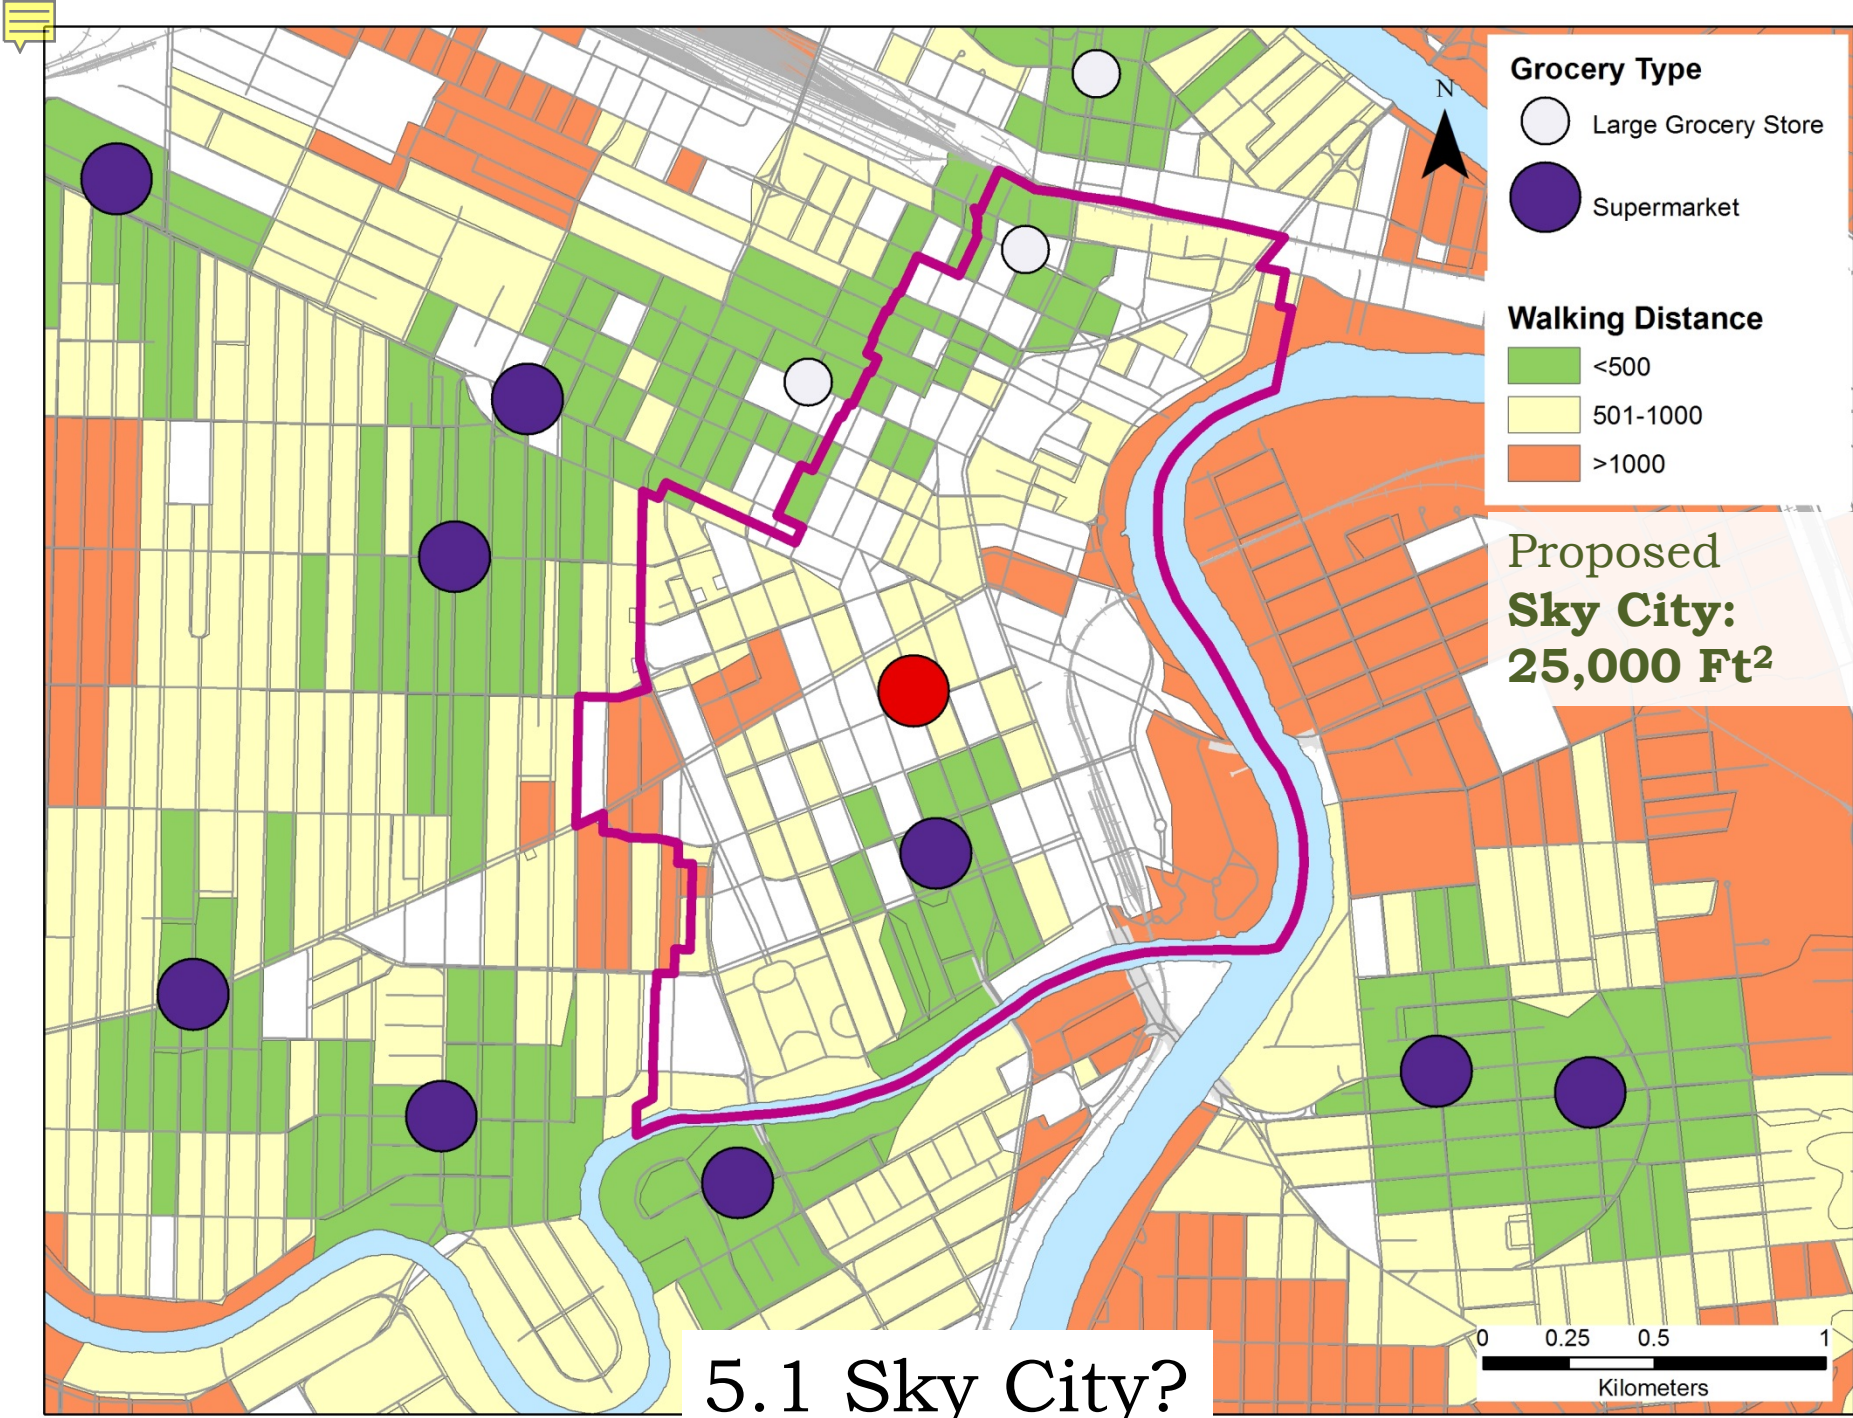 Grocery Type
N
Large Grocery Store
Supermarket
Walking Distance
<500
501-1000
>1000
Proposed
Sky City:
25,000 Ft²
0 0.25 0.5 1
Kilometers
5.1 Sky City?